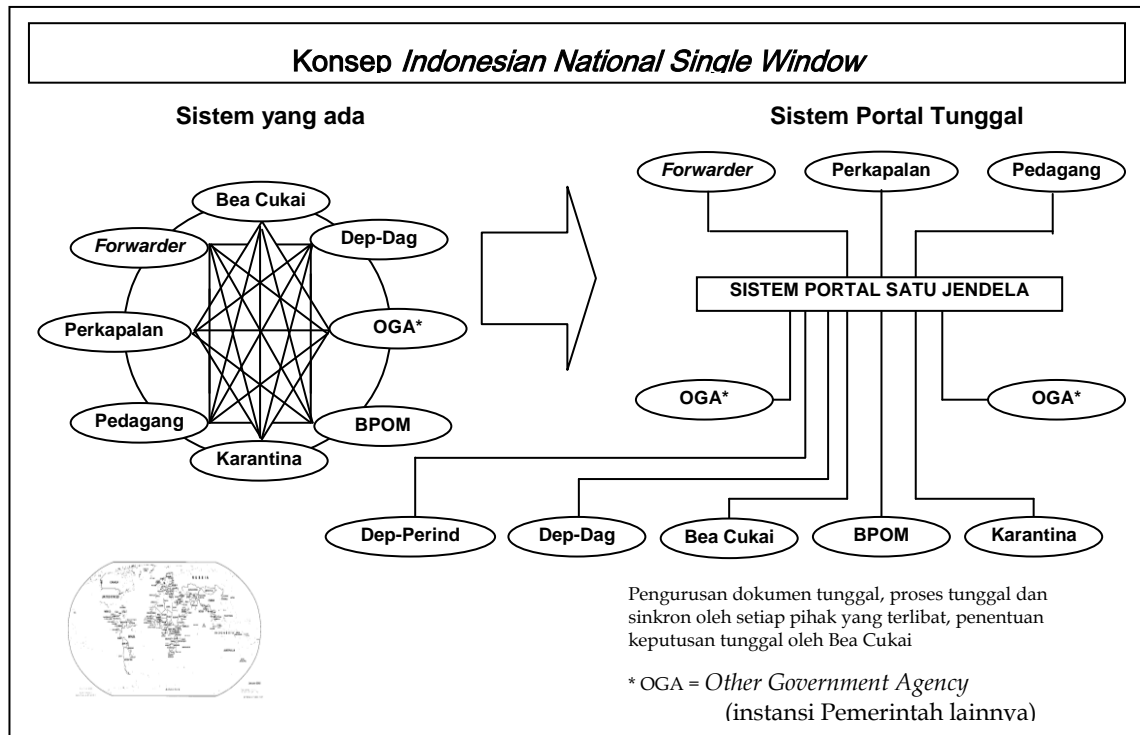 Konsep Indonesian National Single Window
Sistem yang ada
Bea Cukai
Forwarder
Dep-Dag
Perkapalan
OGA*
Pedagang
BPOM
Karantina
Sistem Portal Tunggal
Forwarder
Perkapalan
Pedagang
SISTEM PORTAL SATU JENDELA
OGA*
OGA*
Dep-Perind
Dep-Dag
Bea Cukai
BPOM
Karantina
Pengurusan dokumen tunggal, proses tunggal dan
sinkron oleh setiap pihak yang terlibat, penentuan
keputusan tunggal oleh Bea Cukai
* OGA = Other Government Agency
(instansi Pemerintah lainnya)